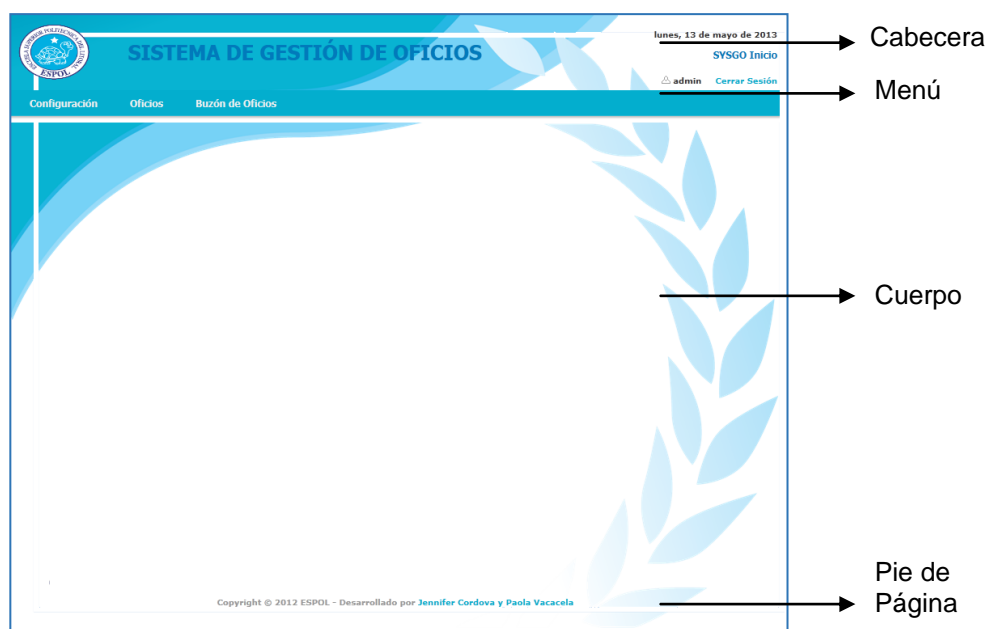 lunes, 13 de mayo de 2013
Cabecera
SISTEMA DE GESTIÓN DE OFICIOS
SYSGO Inicio
ESPOL
admin Cerrar Sesión
Menú
Configuración Oficios Buzón de Oficios
Cuerpo
Pie de
Página
Copyright © 2012 ESPOL - Desarrollado por Jennifer Cordova y Paola Vacacela